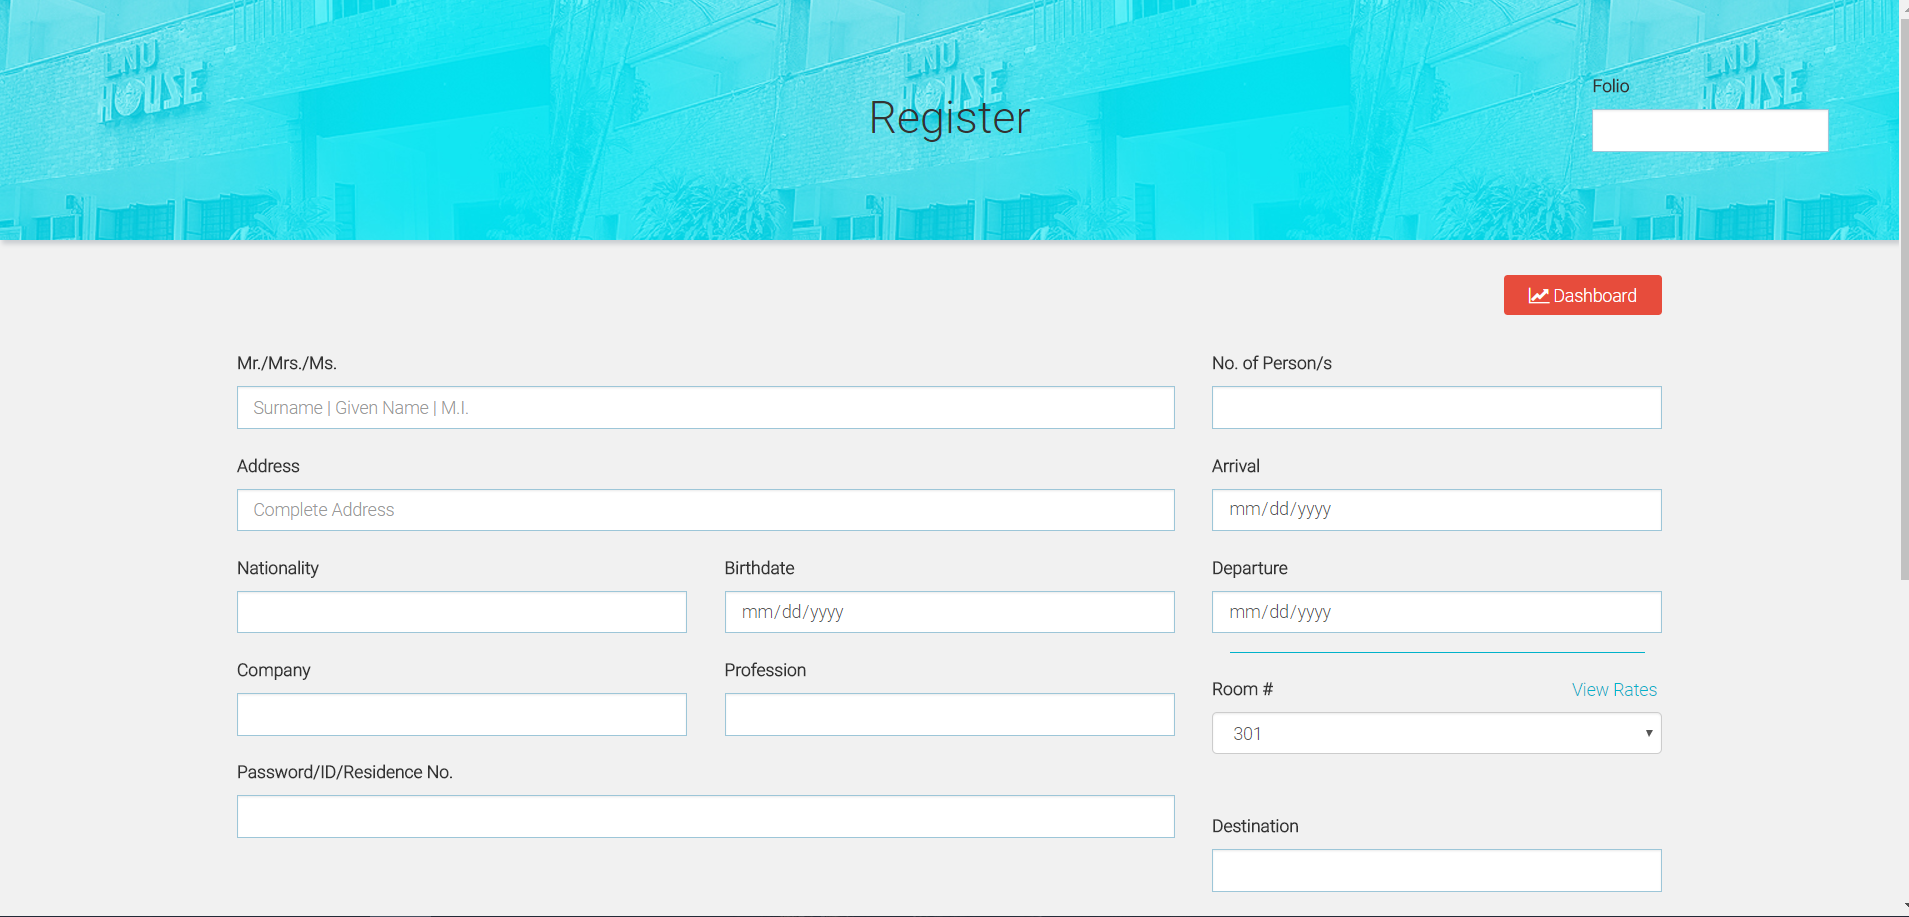 LNU
HOUSE
LNU
HOUSE
LNU
HOUSE
Register
Folio
Dashboard
Mr./Mrs./Ms.
Surname | Given Name | M.I.
No. of Person/s
Address
Complete Address
Arrival
mm/dd/yyyy
Nationality
Birthdate
mm/dd/yyyy
Departure
mm/dd/yyyy
Company
Profession
Room #
View Rates
301
Password/ID/Residence No.
Destination